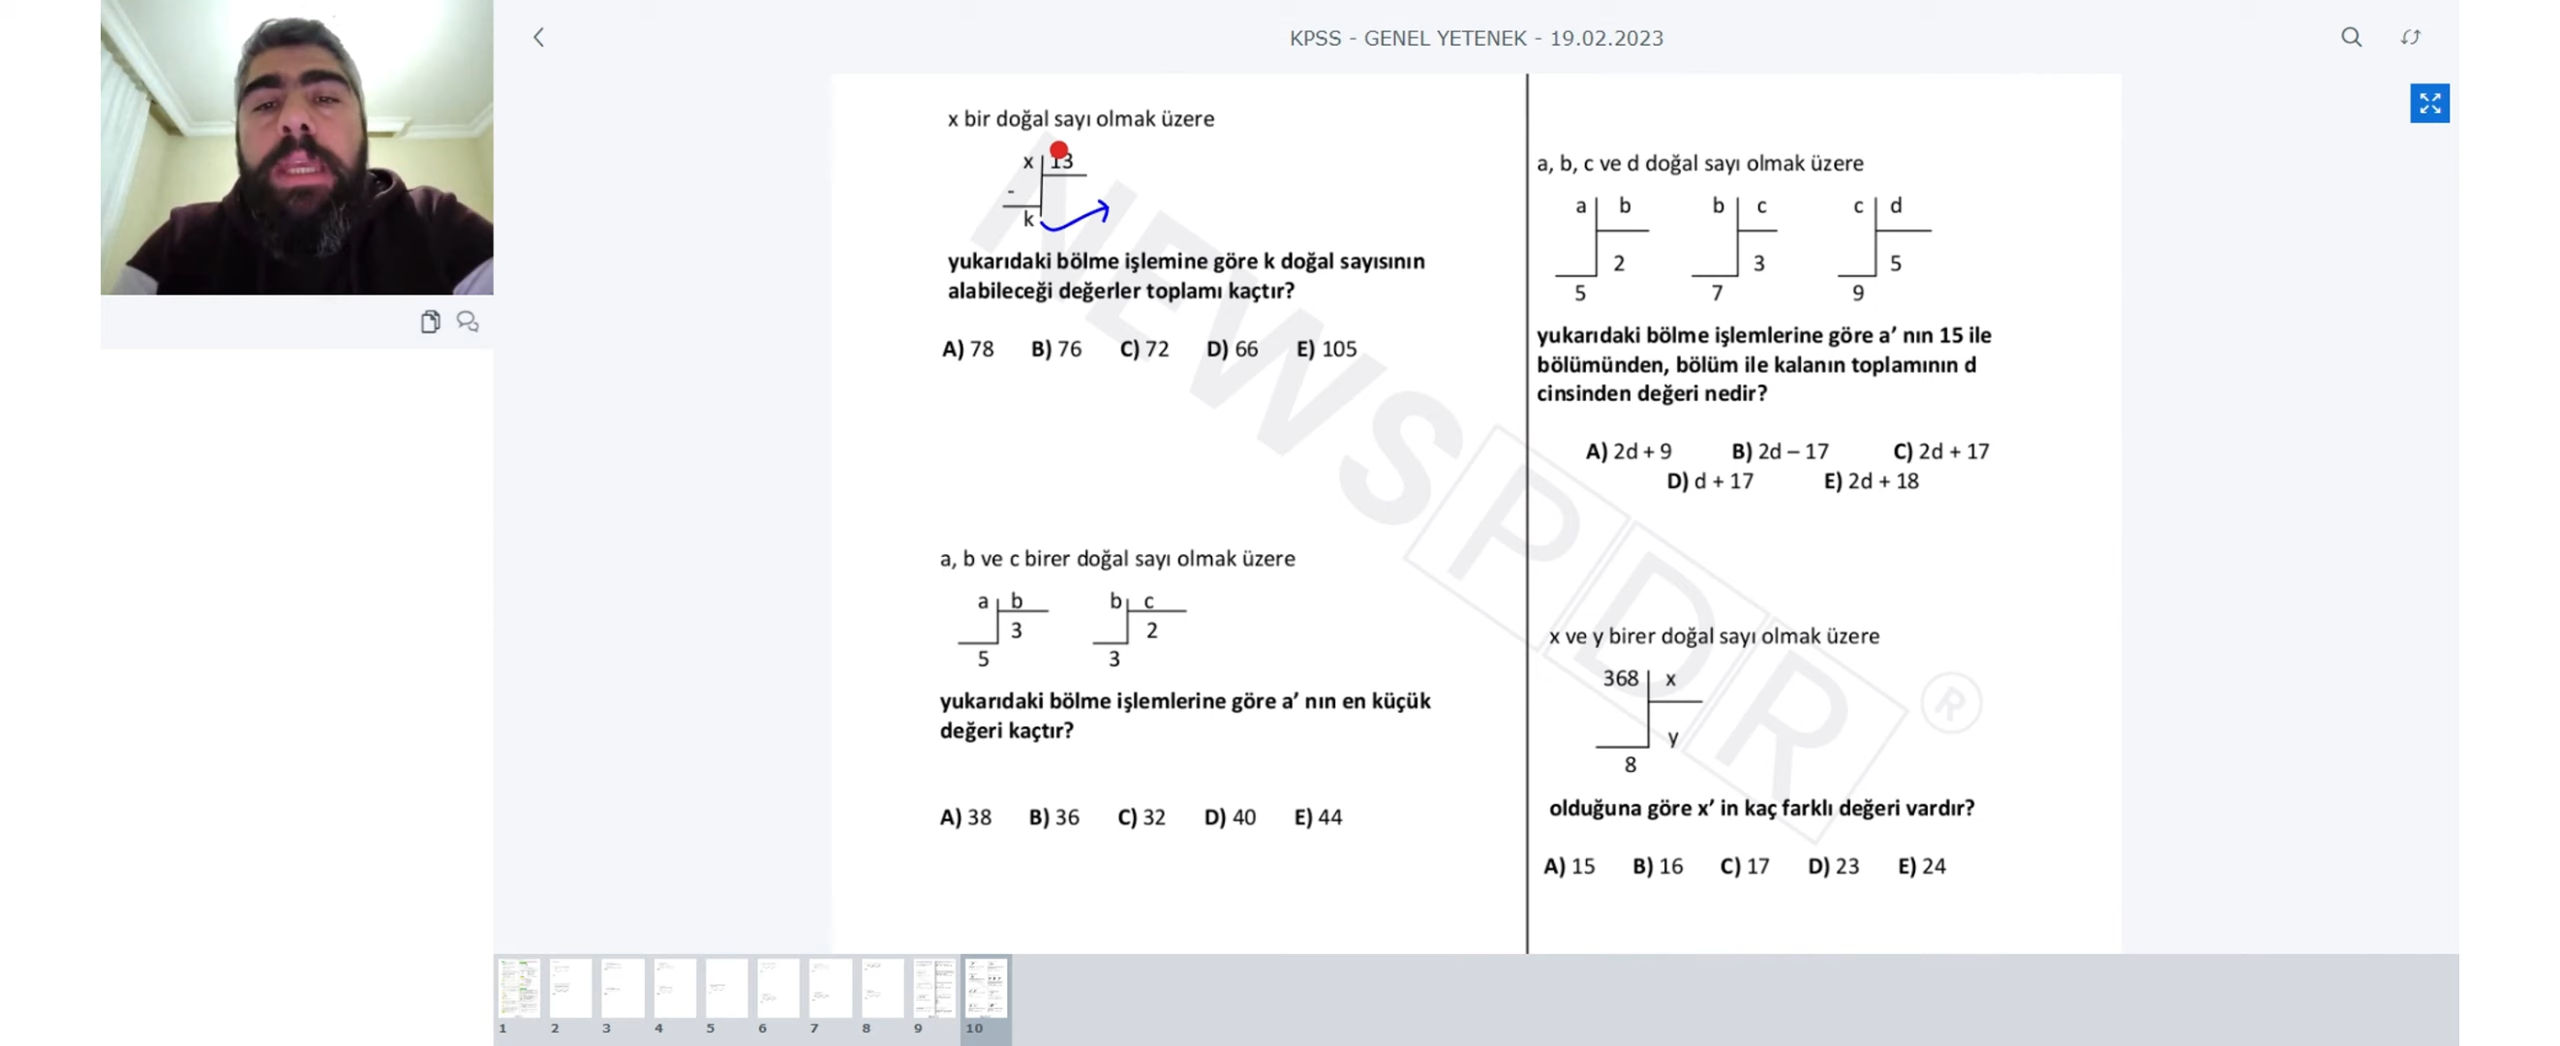 KPSS - GENEL YETENEK - 19.02.2023
x bir doğal sayı olmak üzere
x 13
-
k
yukarıdaki bölme işlemine göre k doğal sayısının
alabileceği değerler toplamı kaçtır?
A) 78 B) 76 C) 72 D) 66 E) 105
a, b ve c birer doğal sayı olmak üzere
a b b c
3 2
5 3
yukarıdaki bölme işlemlerine göre a’ nın en küçük
değeri kaçtır?
A) 38 B) 36 C) 32 D) 40 E) 44
a, b, c ve d doğal sayı olmak üzere
a b b c c d
2 3 5
5 7 9
yukarıdaki bölme işlemlerine göre a’ nın 15 ile
bölümünden, bölüm ile kalanın toplamının d
cinsinden değeri nedir?
A) 2d + 9 B) 2d – 17 C) 2d + 17
D) d + 17 E) 2d + 18
x ve y birer doğal sayı olmak üzere
368 x
y
8
olduğuna göre x’ in kaç farklı değeri vardır?
A) 15 B) 16 C) 17 D) 23 E) 24
NEWSPDR®
1 2 3 4 5 6 7 8 9 10